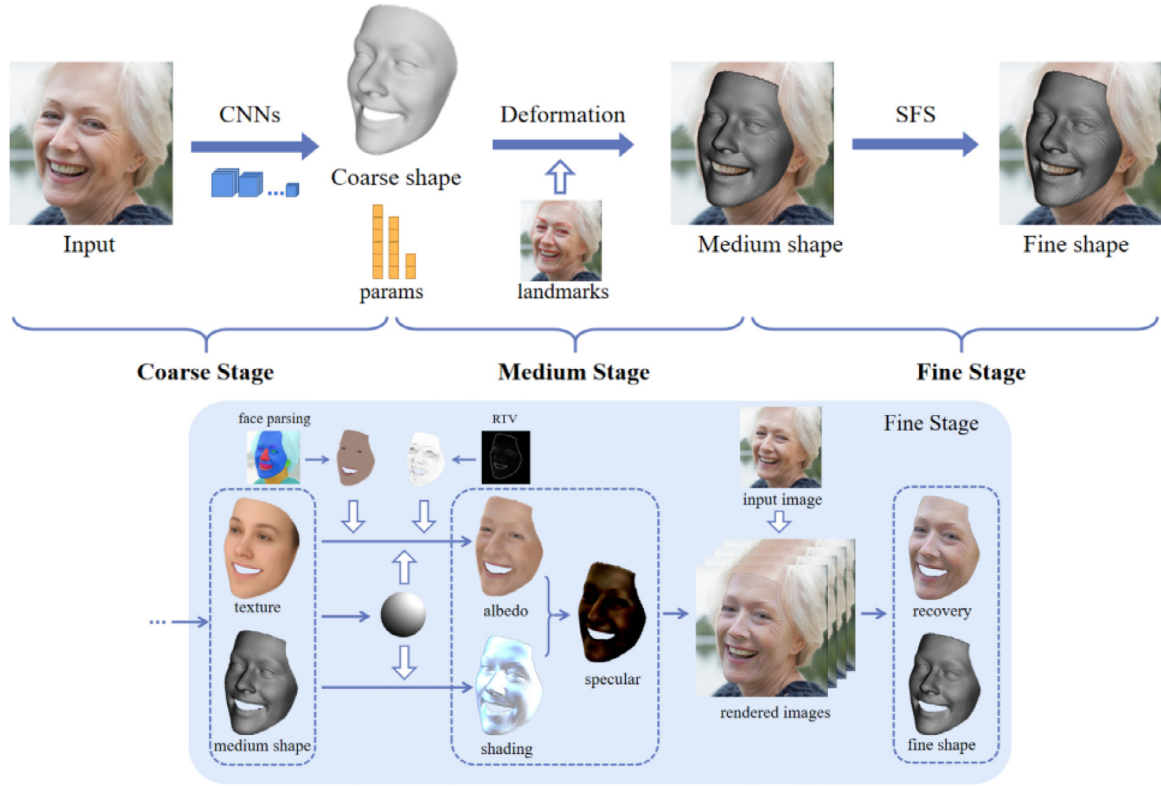 CNNs
Deformation
SFS
Coarse shape
Input
Medium shape
Fine shape
params
landmarks
Coarse Stage
Medium Stage
Fine Stage
face parsing
RTV
Fine Stage
input image
texture
albedo
recovery
specular
rendered images
medium shape
shading
fine shape